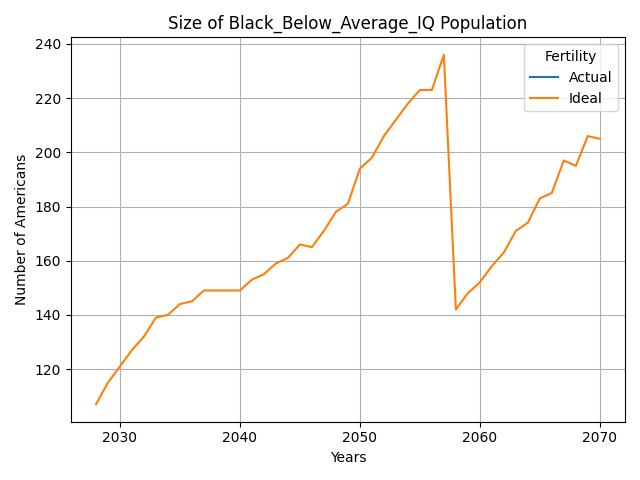 Size of Black_Below_Average_IQ Population
Number of Americans
240
220
200
180
160
140
120
Fertility
Actual
Ideal
2030 2040 2050 2060 2070
Years